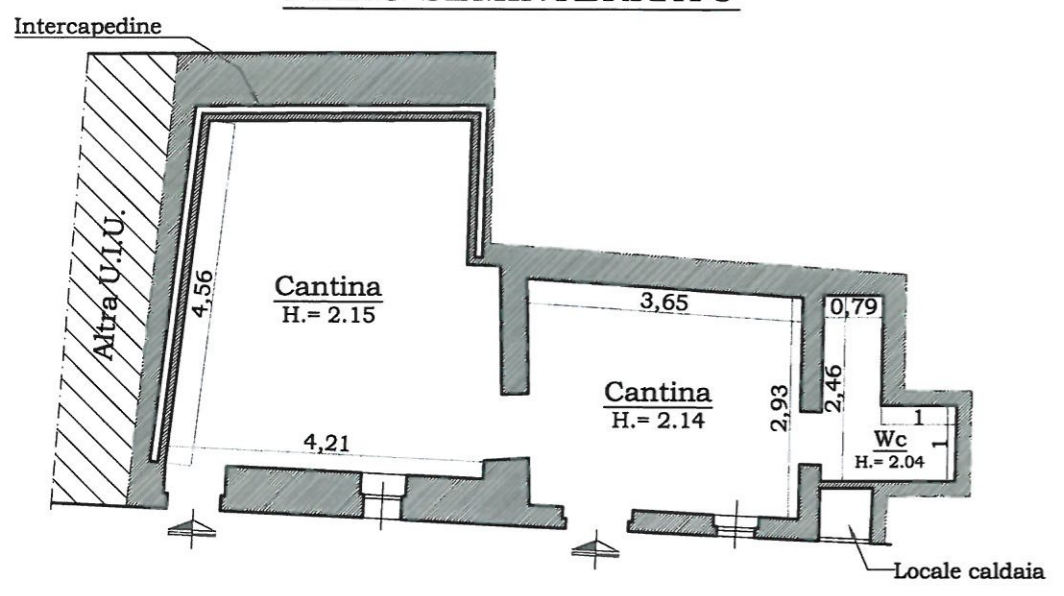 Intercapedine
Altra U.I.U.
4,56
Cantina
H.= 2.15
4,21
3,65
Cantina
H.= 2.14
2,93
0,79
2,46
1
1
Wc
H.= 2.04
Locale caldaia